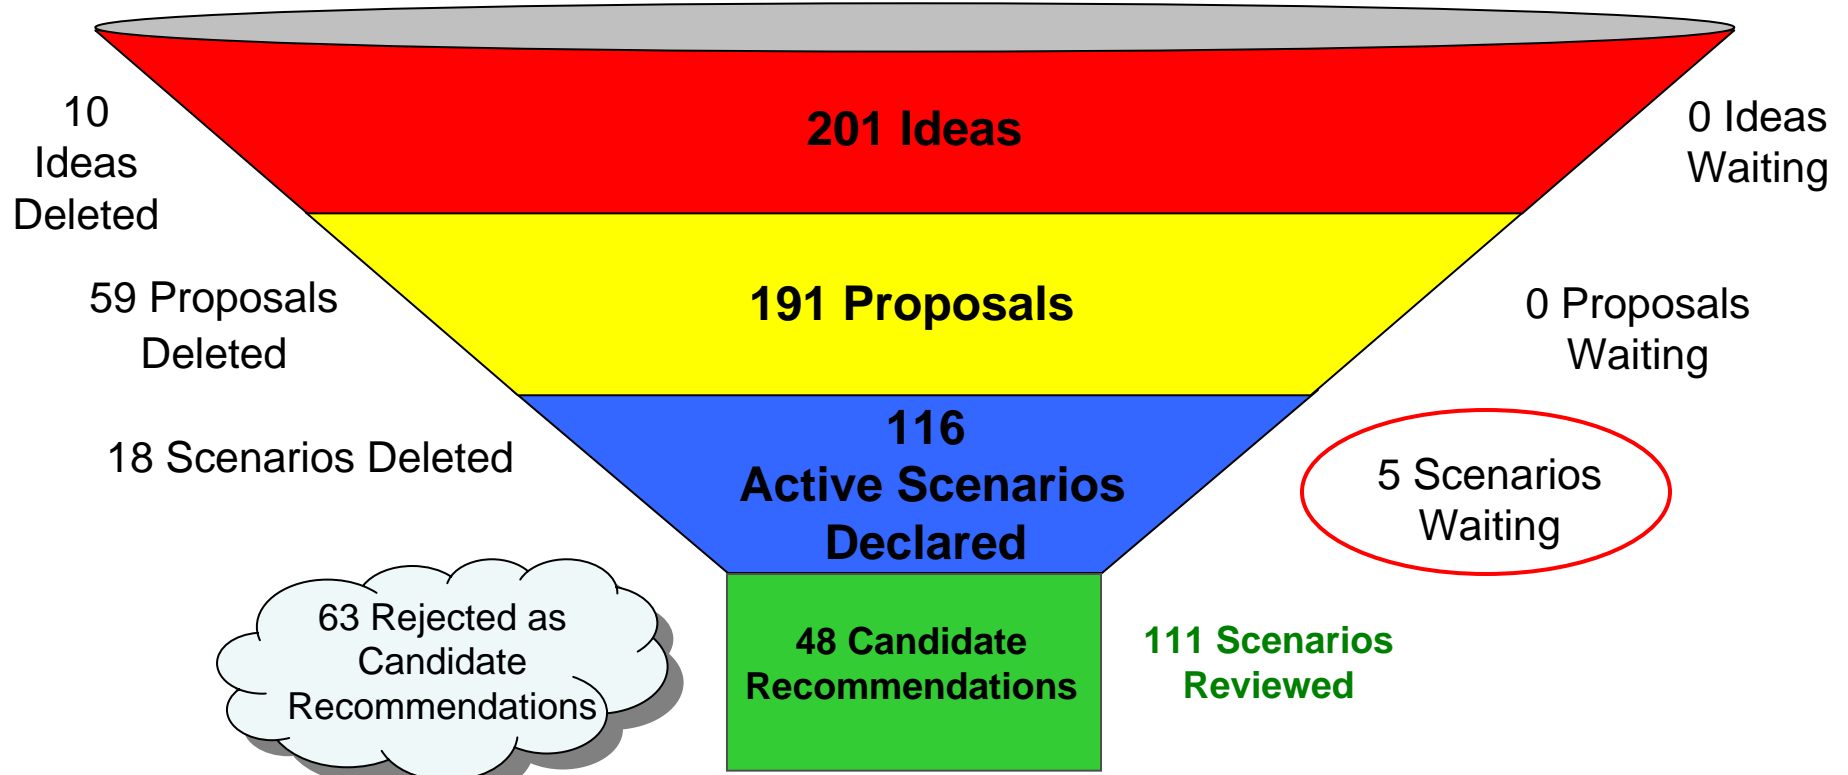 10
Ideas
Deleted
201 Ideas
0 Ideas
Waiting
59 Proposals
Deleted
191 Proposals
0 Proposals
Waiting
18 Scenarios Deleted
116
Active Scenarios
Declared
5 Scenarios
Waiting
63 Rejected as
Candidate
Recommendations
48 Candidate
Recommendations
111 Scenarios
Reviewed